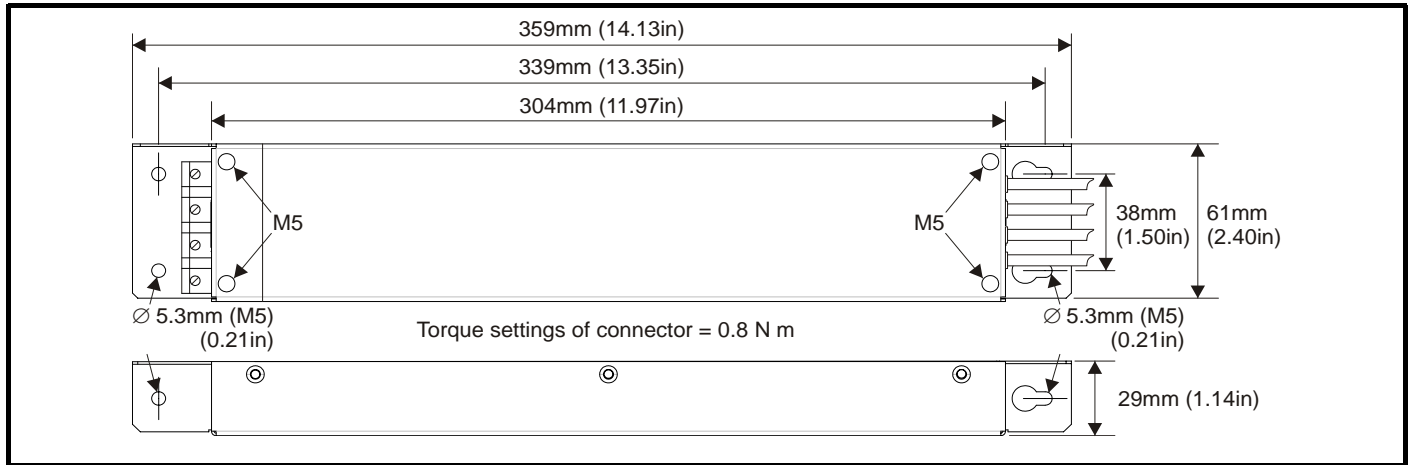 359mm (14.13in)
339mm (13.35in)
304mm (11.97in)
M5
M5
38mm
(1.50in)
61mm
(2.40in)
∅ 5.3mm (M5)
(0.21in)
Torque settings of connector = 0.8 N m
∅ 5.3mm (M5)
(0.21in)
29mm (1.14in)